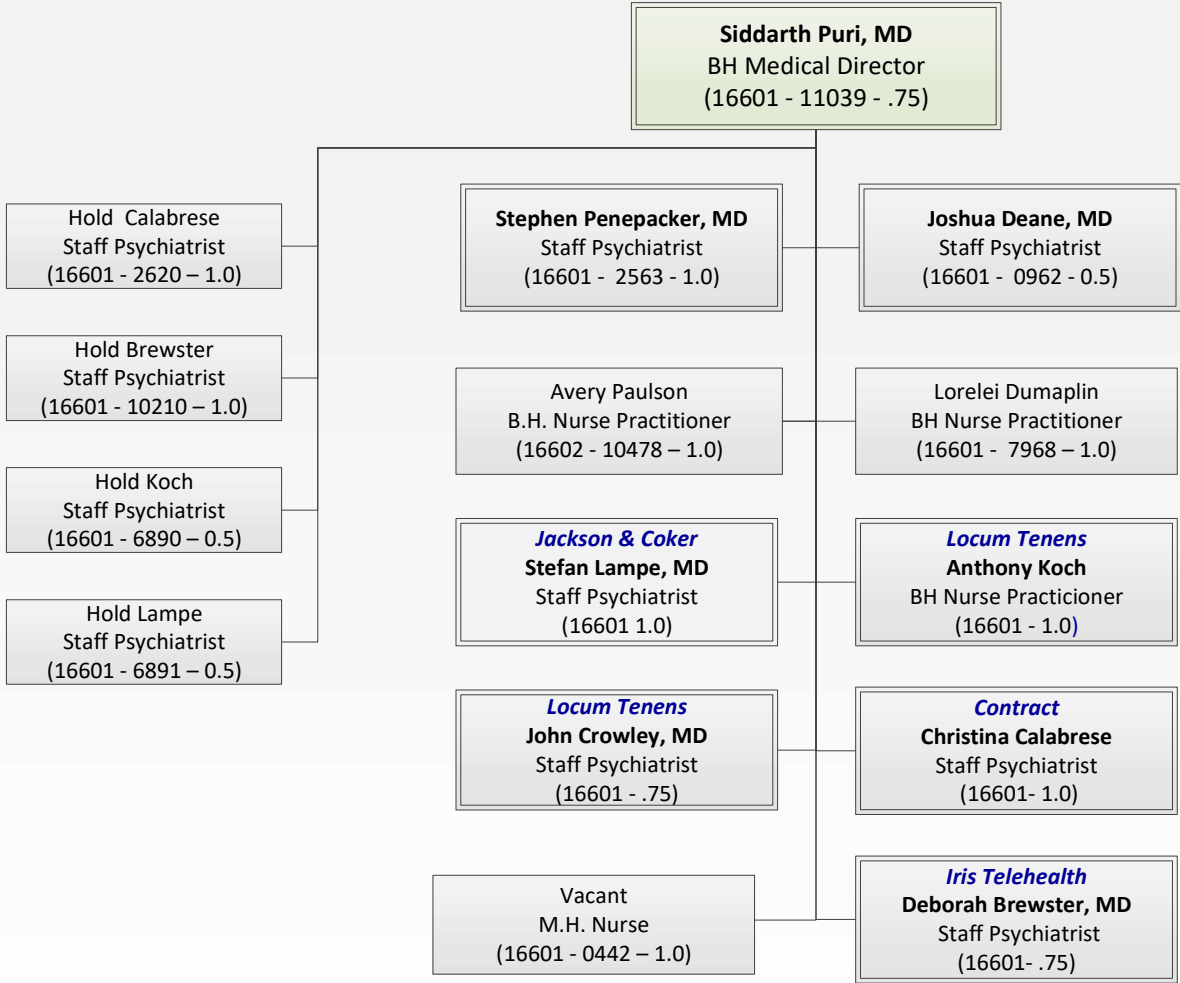 Siddarth Puri, MD
BH Medical Director
(16601 - 11039 - .75)
Hold  Calabrese
Staff Psychiatrist
(16601 - 2620 – 1.0)
Hold Brewster
Staff Psychiatrist
(16601 - 10210 – 1.0)
Hold Koch
Staff Psychiatrist
(16601 - 6890 – 0.5)
Hold Lampe
Staff Psychiatrist
(16601 - 6891 – 0.5)
Stephen Penepacker, MD
Staff Psychiatrist
(16601 -  2563 - 1.0)
Joshua Deane, MD
Staff Psychiatrist
(16601 -  0962 - 0.5)
Avery Paulson
B.H. Nurse Practitioner
(16602 - 10478 – 1.0)
Lorelei Dumaplin
BH Nurse Practitioner
(16601 -  7968 – 1.0)
Jackson & Coker
Stefan Lampe, MD
Staff Psychiatrist
(16601 1.0)
Locum Tenens
Anthony Koch
BH Nurse Practicioner
(16601 - 1.0)
Locum Tenens
John Crowley, MD
Staff Psychiatrist
(16601 - .75)
Contract
Christina Calabrese
Staff Psychiatrist
(16601- 1.0)
Vacant
M.H. Nurse
(16601 - 0442 – 1.0)
Iris Telehealth
Deborah Brewster, MD
Staff Psychiatrist
(16601- .75)